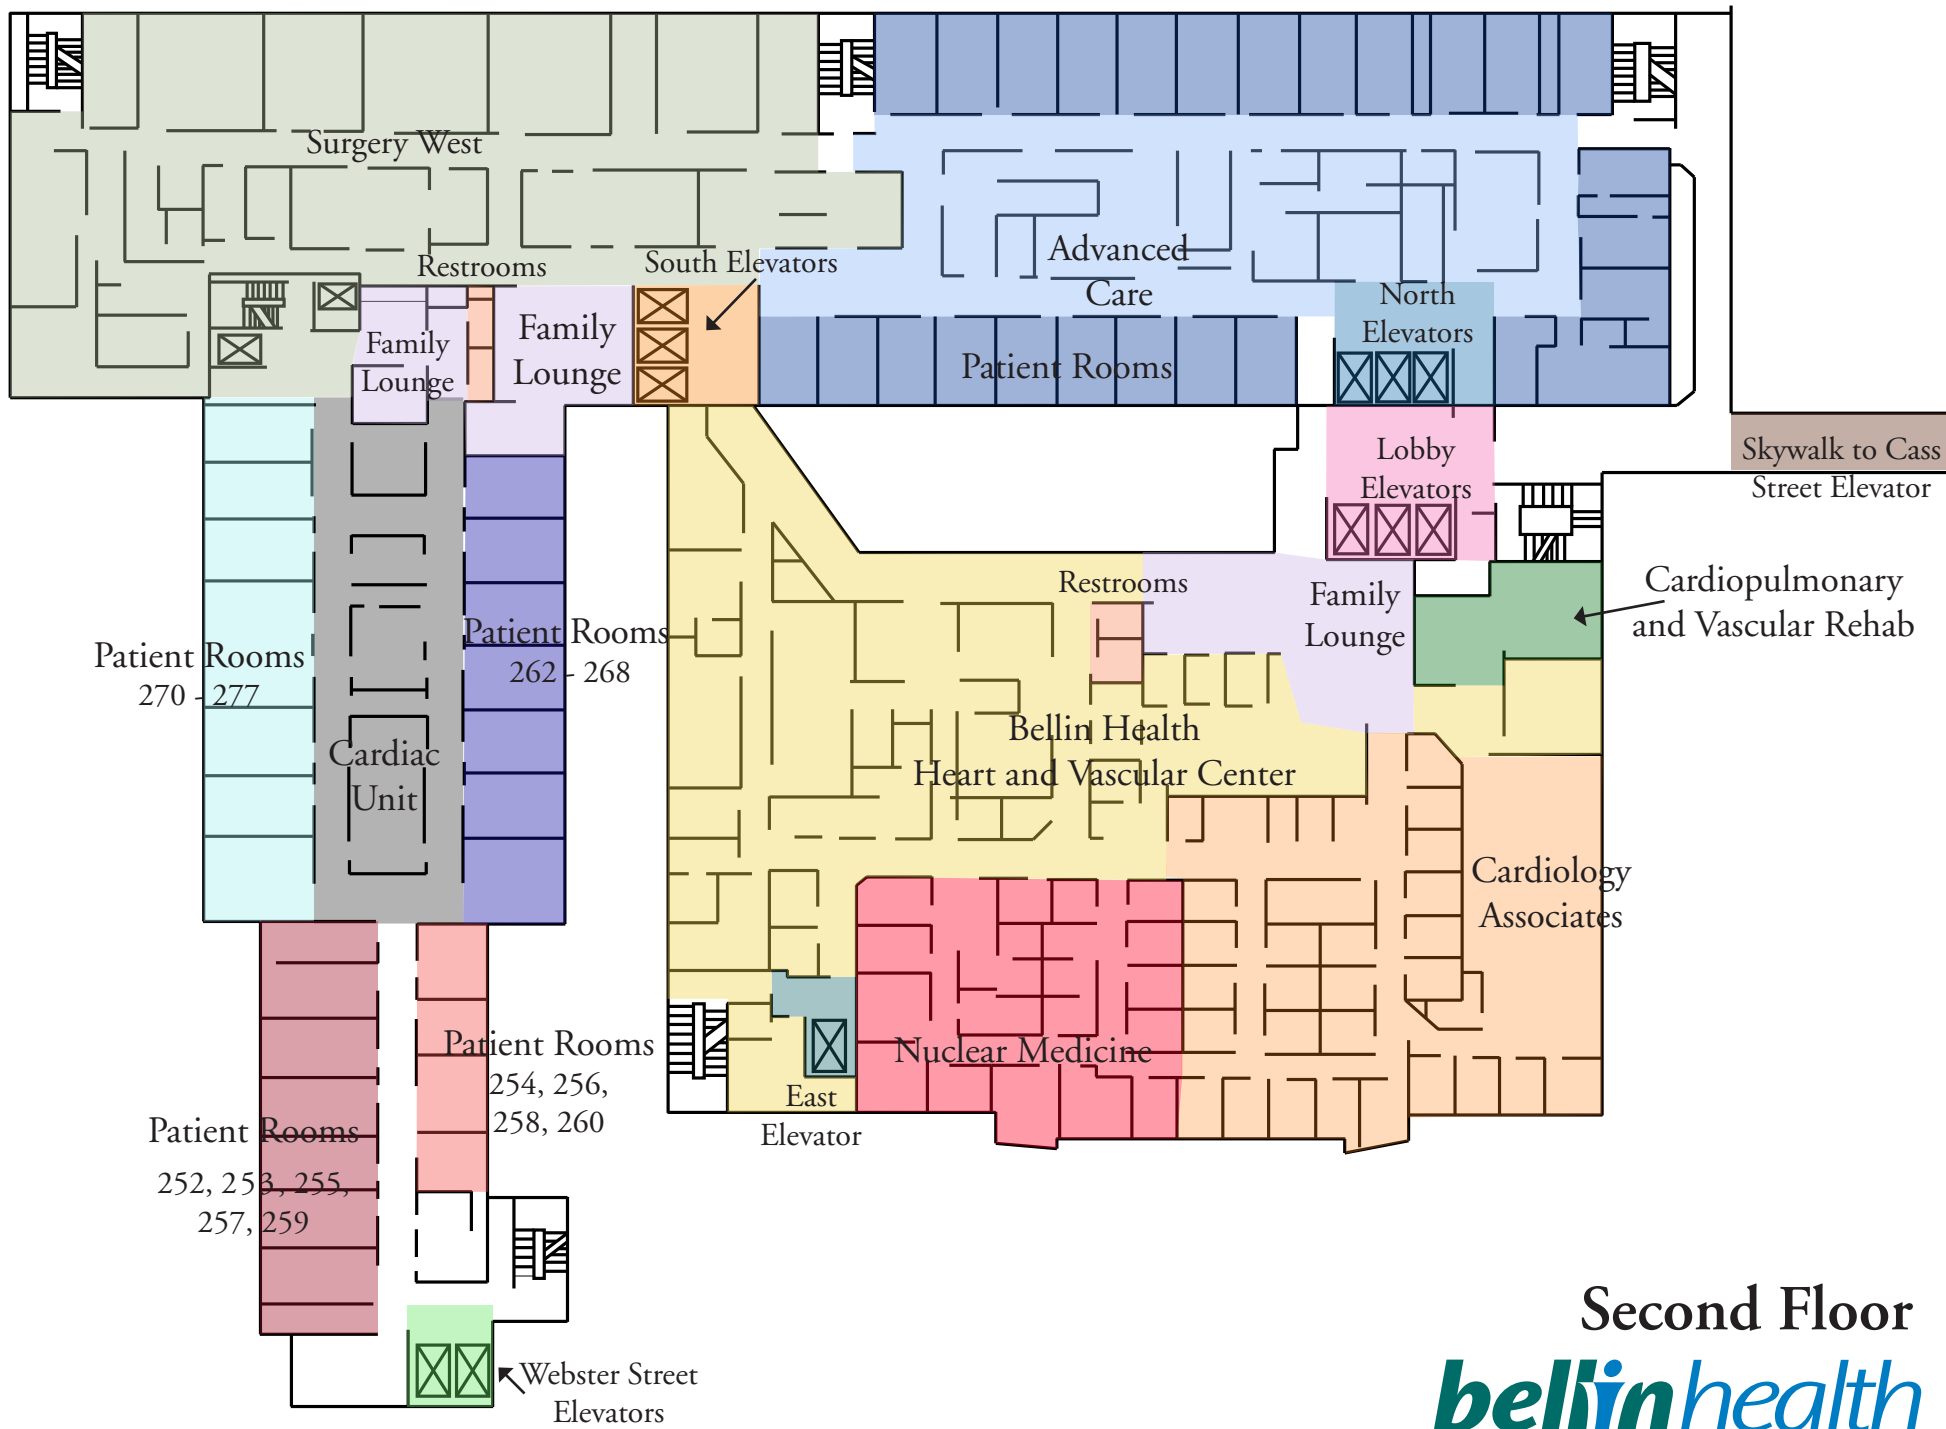 Surgery West
Restrooms
South Elevators
Family
Lounge
Family
Lounge
Advanced
Care
North
Elevators
Patient Rooms
Lobby
Elevators
Skywalk to Cass
Street Elevator
Restrooms
Family
Lounge
Cardiopulmonary
and Vascular Rehab
Patient Rooms
270 - 277
Patient Rooms
262 - 268
Cardiac
Unit
Bellin Health
Heart and Vascular Center
Cardiology
Associates
Patient Rooms
254, 256,
258, 260
Nuclear Medicine
East
Elevator
Patient Rooms
252, 253, 255,
257, 259
Webster Street
Elevators
Second Floor
bellinhealth